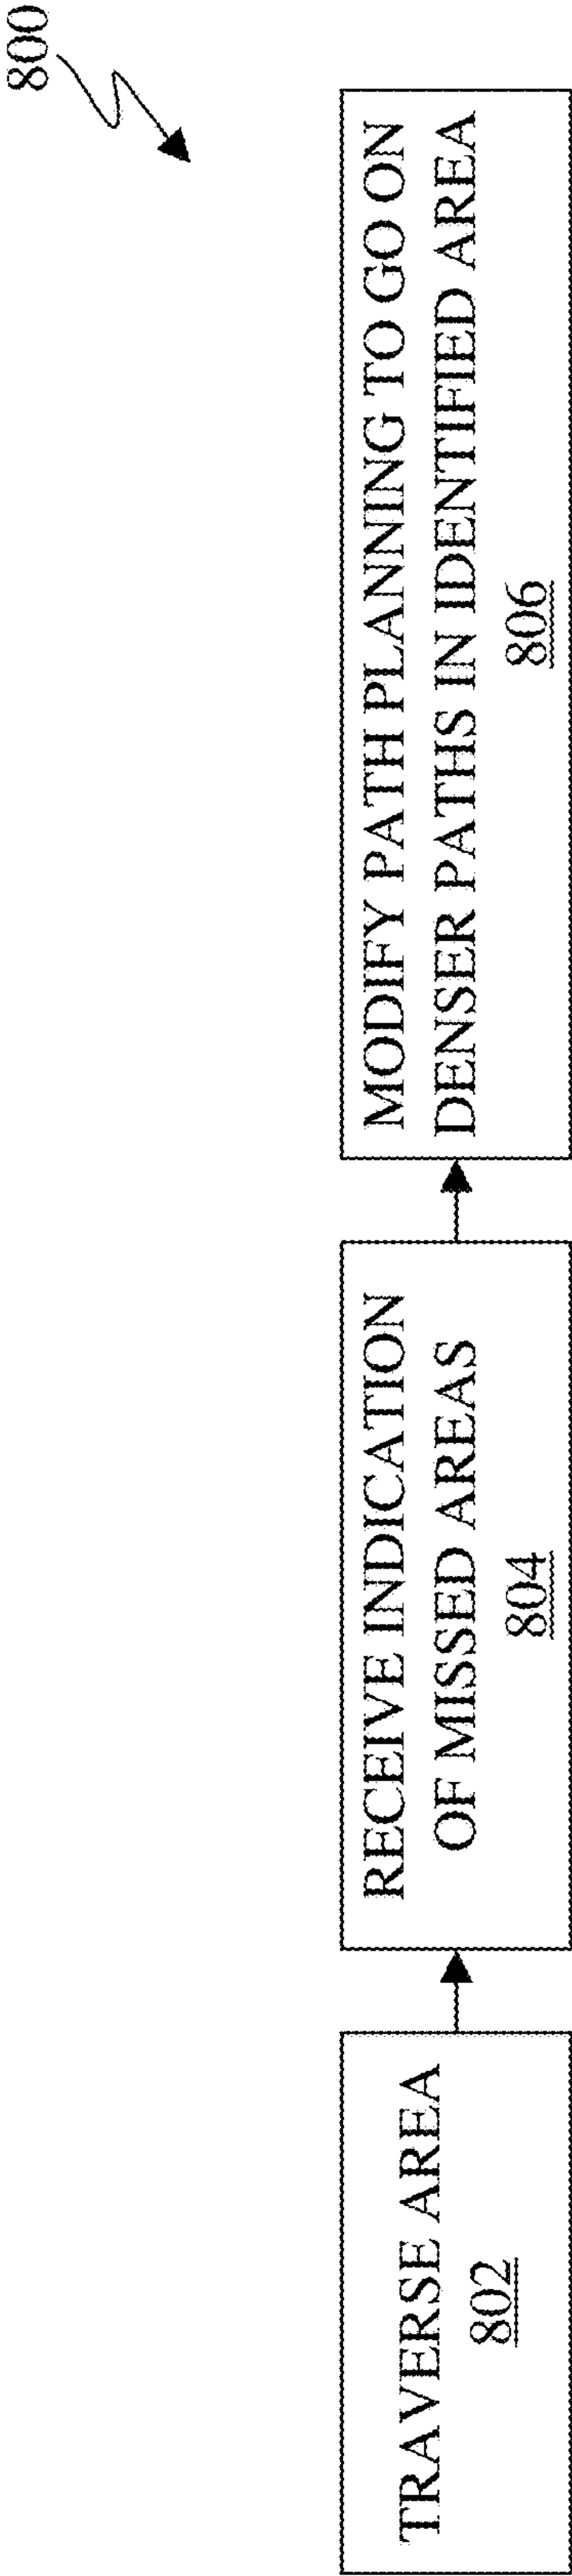 800
TRAVERSE AREA
802
RECEIVE INDICATION
OF MISSED AREAS
804
MODIFY PATH PLANNING TO GO ON
DENSER PATHS IN IDENTIFIED AREA
806